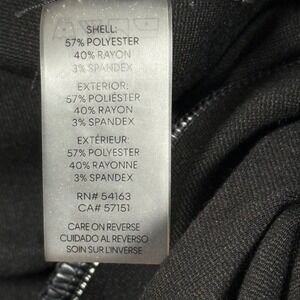 SHELL:
57% POLYESTER
40% RAYON
3% SPANDEX
EXTERIOR:
57% POLIÉSTER
40% RAYON
3% SPANDEX
EXTÉRIEUR:
57% POLYESTER
40% RAYONNE
3% SPANDEX
RN# 54163
CA# 57151
CARE ON REVERSE
CUIDADO AL REVERSO
SOIN SUR L'INVERSE